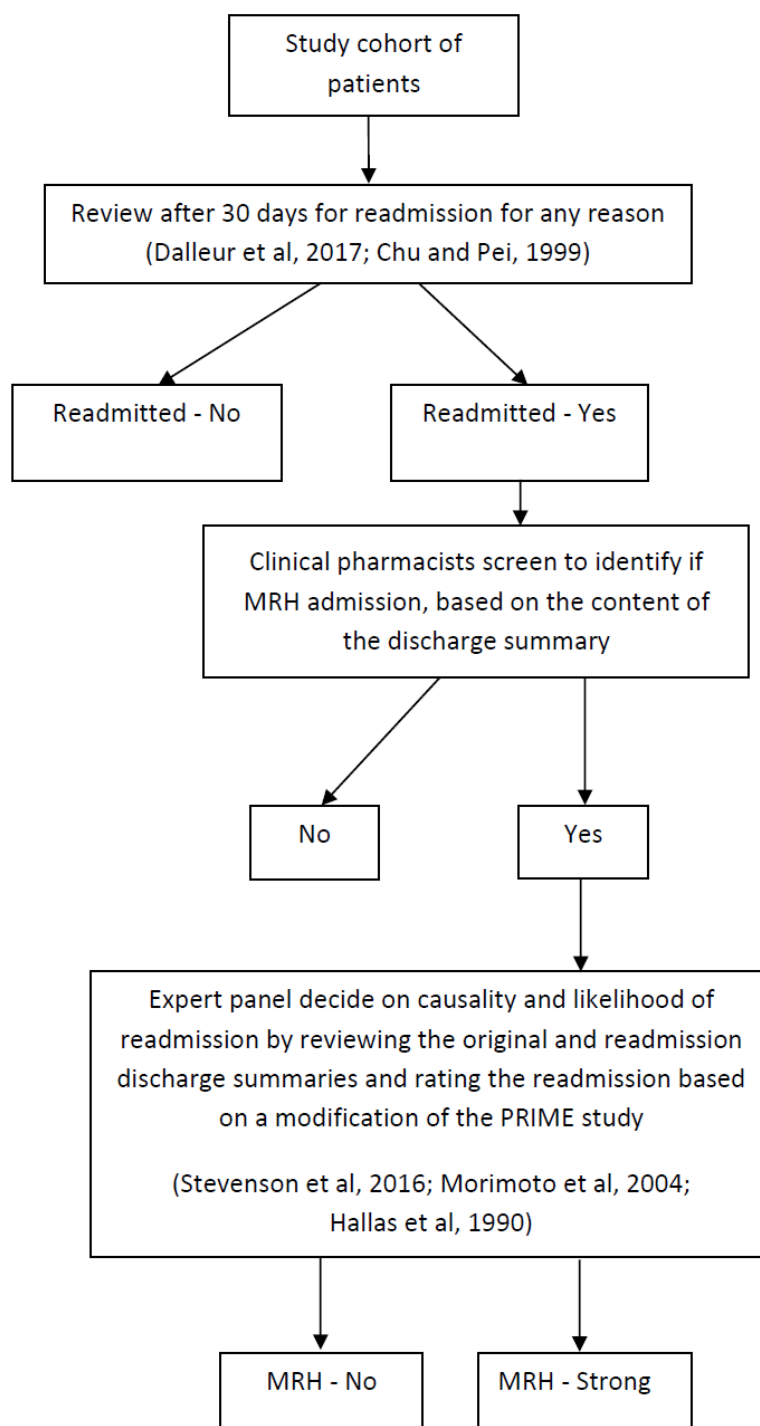 Study cohort of
patients
Review after 30 days for readmission for any reason
(Dalleur et al, 2017; Chu and Pei, 1999)
Readmitted - No
Readmitted - Yes
Clinical pharmacists screen to identify if
MRH admission, based on the content of
the discharge summary
No
Yes
Expert panel decide on causality and likelihood of
readmission by reviewing the original and readmission
discharge summaries and rating the readmission based
on a modification of the PRIME study
(Stevenson et al, 2016; Morimoto et al, 2004;
Hallas et al, 1990)
MRH - No
MRH - Strong